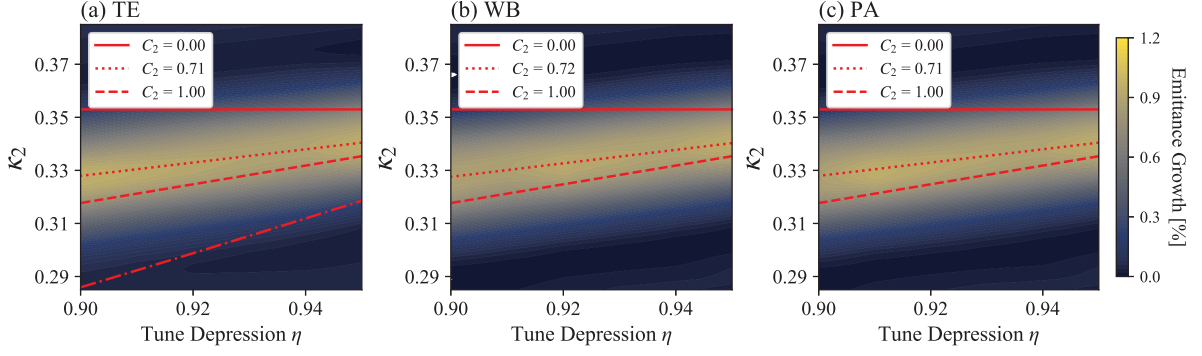 (a) TE
(b) WB
(c) PA
C₂ = 0.00
C₂ = 0.71
C₂ = 1.00
C₂ = 0.00
C₂ = 0.72
C₂ = 1.00
C₂ = 0.00
C₂ = 0.71
C₂ = 1.00
κ₂
0.37
0.35
0.33
0.31
0.29
0.90
0.92
0.94
Tune Depression η
κ₂
0.37
0.35
0.33
0.31
0.29
0.90
0.92
0.94
Tune Depression η
κ₂
0.37
0.35
0.33
0.31
0.29
0.90
0.92
0.94
Tune Depression η
1.2
0.9
0.6
0.3
0.0
Emittance Growth [%]